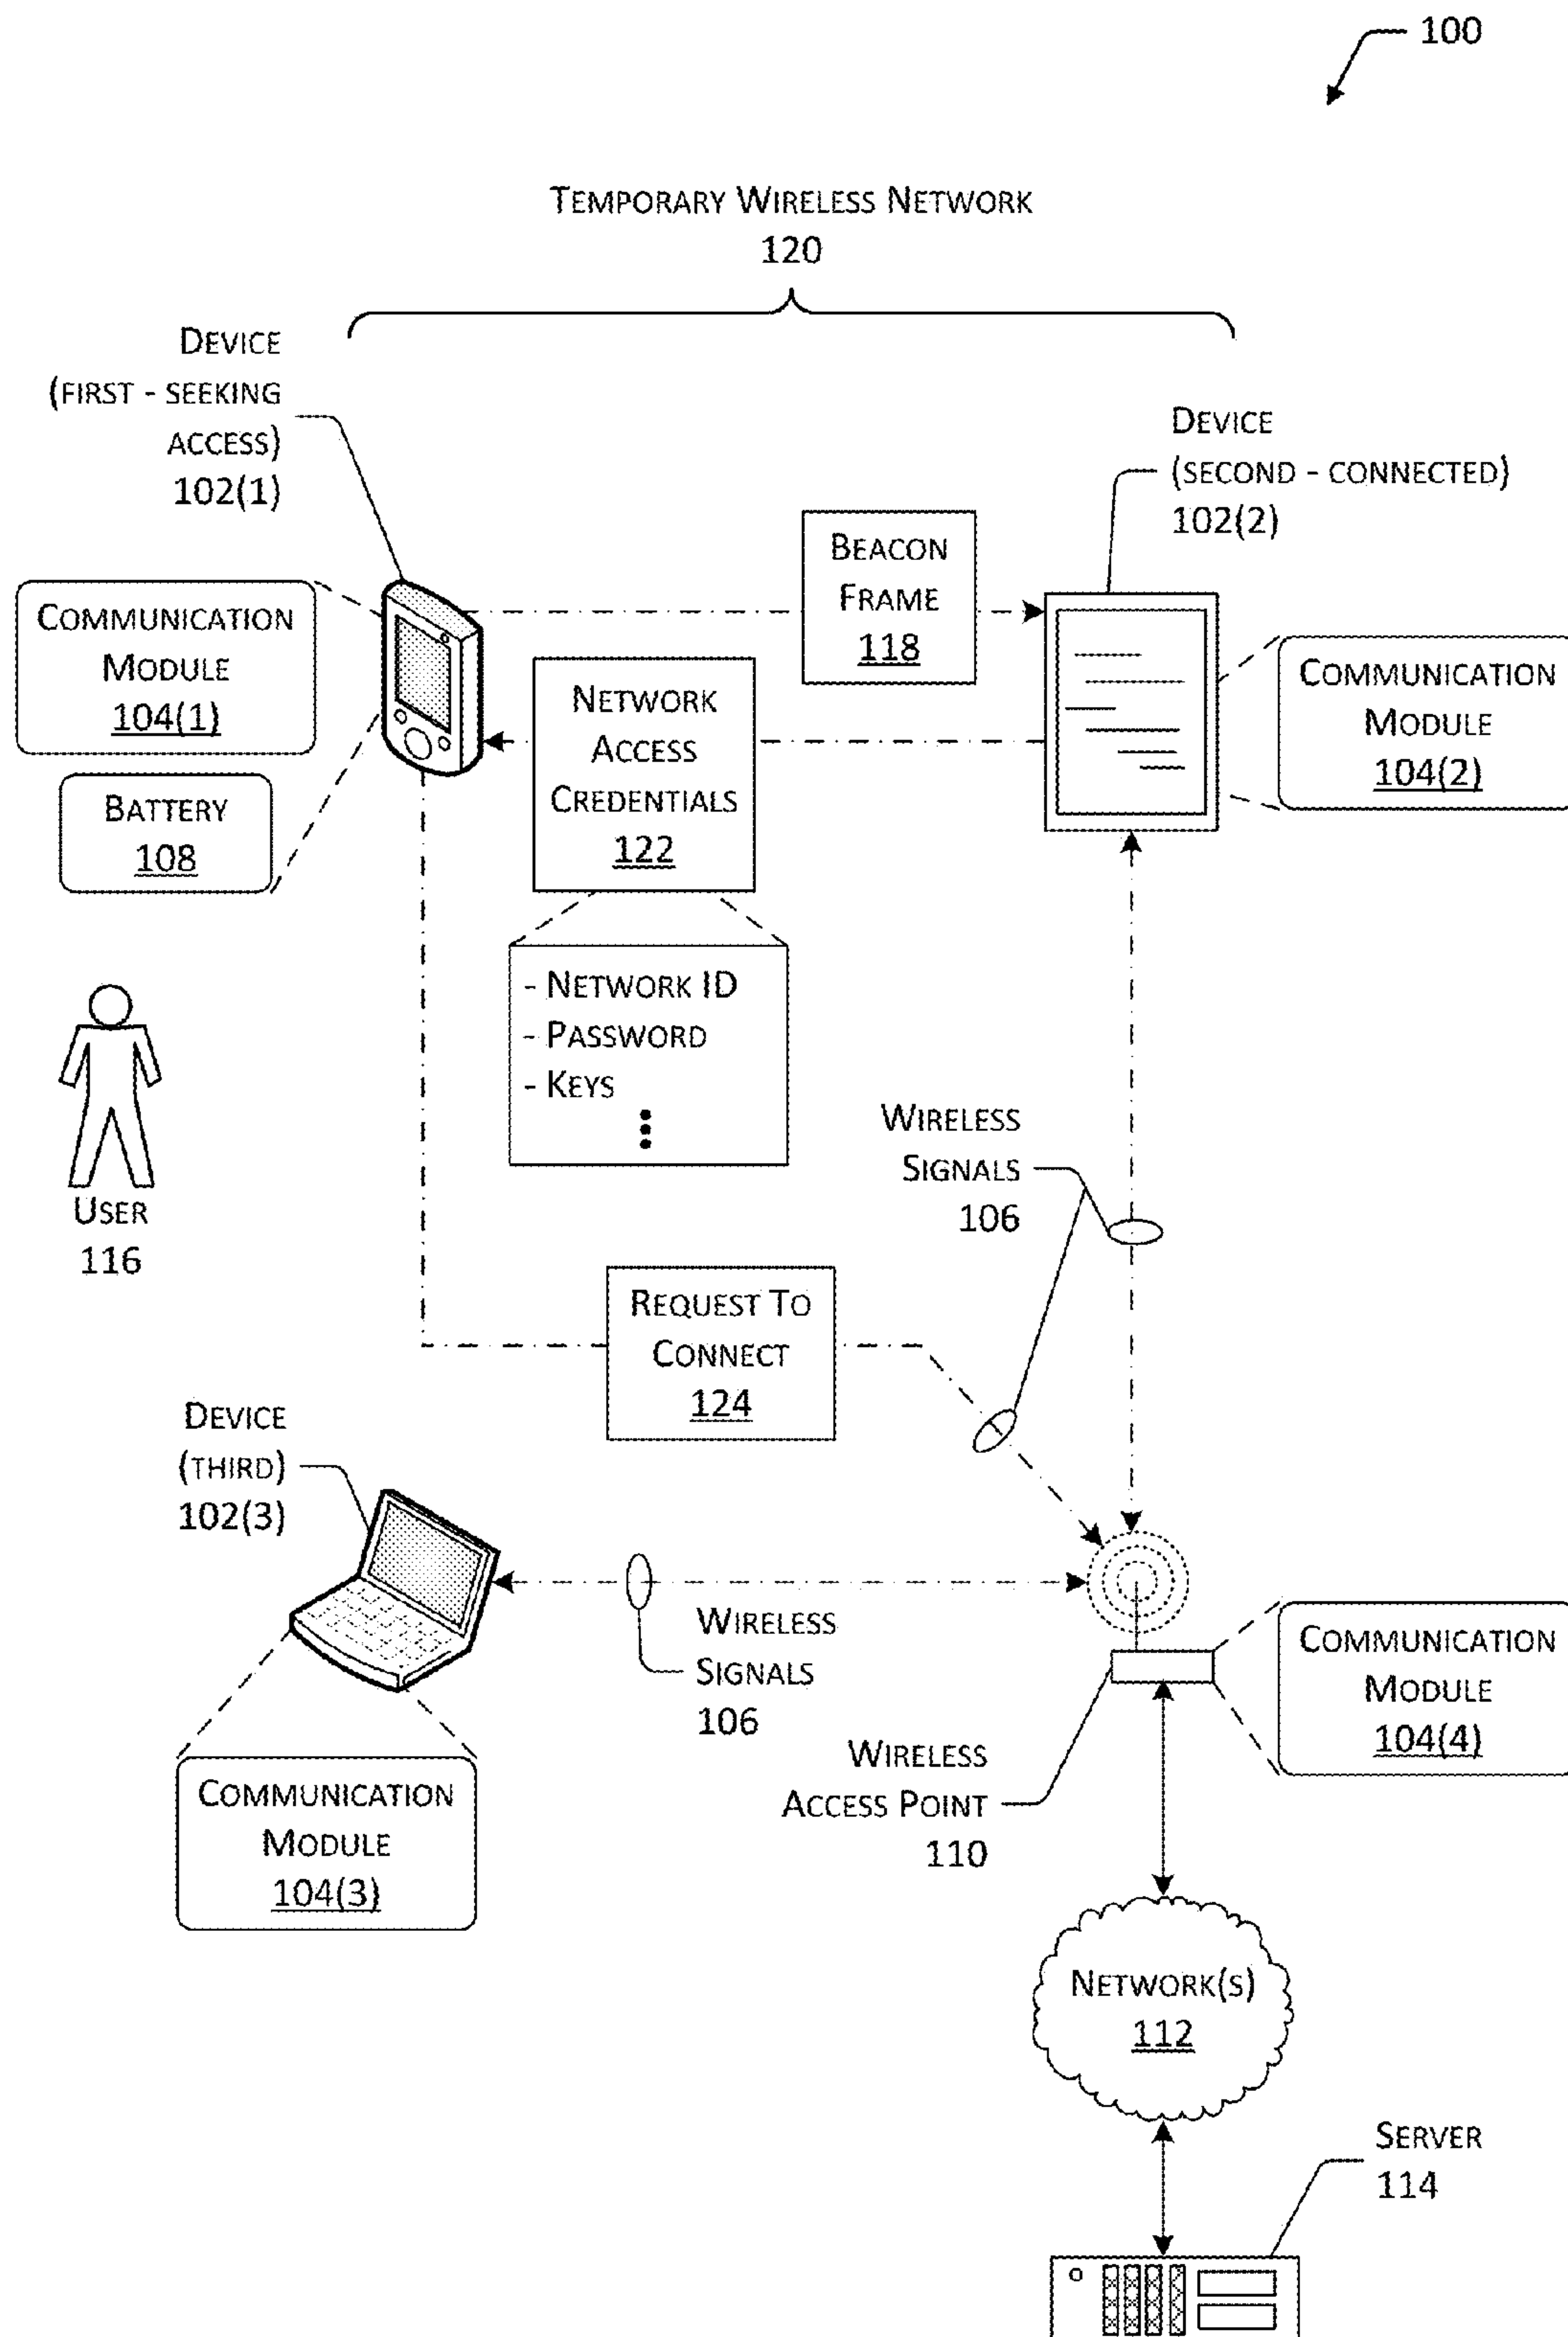 100
TEMPORARY WIRELESS NETWORK
120
DEVICE
(FIRST - SEEKING
ACCESS)
102(1)
DEVICE
(SECOND - CONNECTED)
102(2)
BEACON
FRAME
118
COMMUNICATION
MODULE
104(1)
NETWORK
ACCESS
CREDENTIALS
122
COMMUNICATION
MODULE
104(2)
BATTERY
108
- NETWORK ID
- PASSWORD
- KEYS
USER
116
WIRELESS
SIGNALS
106
REQUEST TO
CONNECT
124
DEVICE
(THIRD)
102(3)
WIRELESS
SIGNALS
106
COMMUNICATION
MODULE
104(4)
WIRELESS
ACCESS POINT
110
COMMUNICATION
MODULE
104(3)
NETWORK(S)
112
SERVER
114